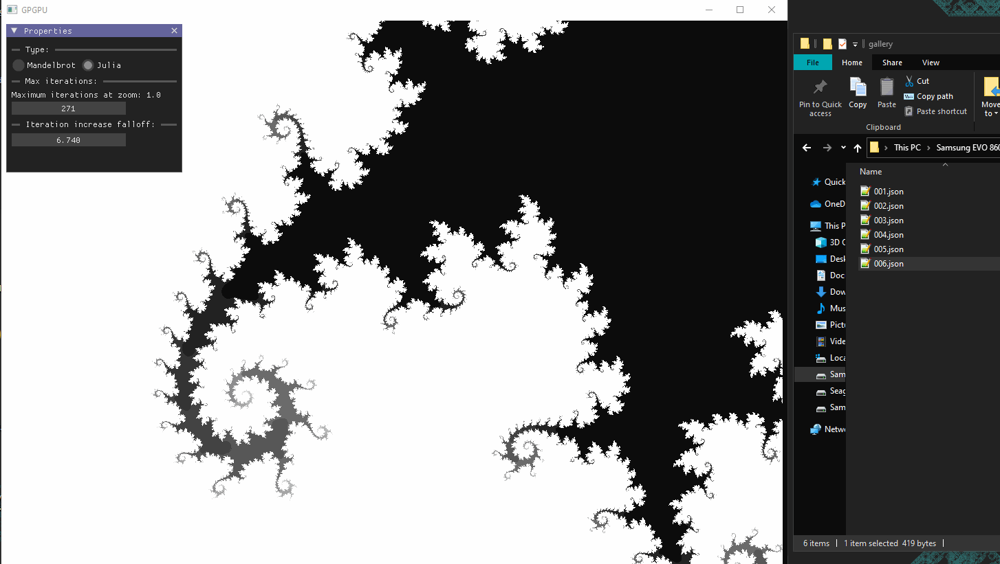 GPGPU
Properties
Type:
Mandelbrot Julia
Max iterations:
Maximum iterations at zoom: 1.0
271
Iteration increase falloff:
6.740
gallery
File Home Share View
Pin to Quick access
Copy
Paste
Cut
Copy path
Paste shortcut
Move to
Clipboard
This PC Samsung EVO 860
Name
Quick
OneD
This P
3D O
Desk
Doc
Dow
Mus
Pictu
Vide
Loca
Sam
Seag
Sam
Netwo
001.json
002.json
003.json
004.json
005.json
006.json
6 items 1 item selected 419 bytes